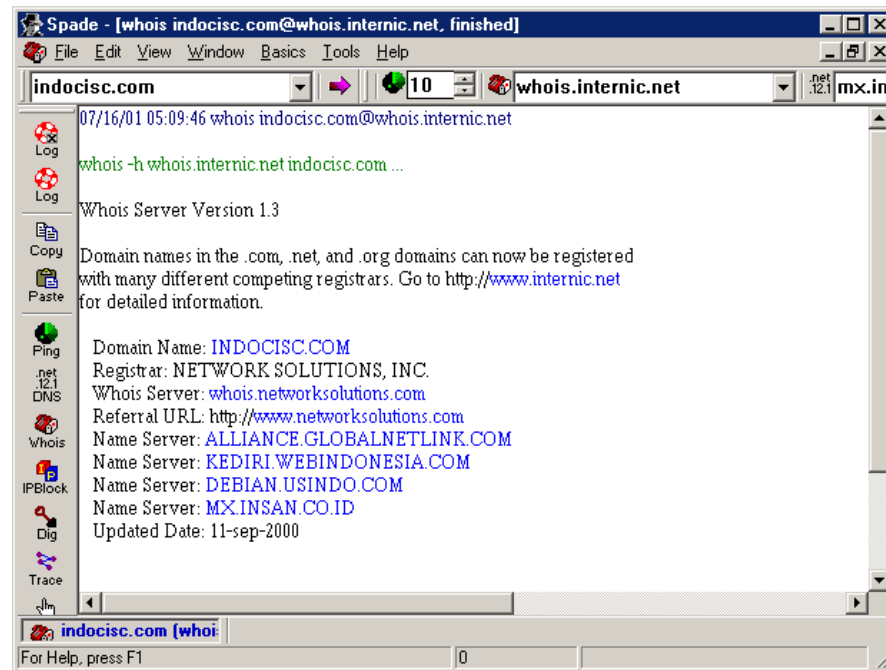 Spade - [whois indocisc.com@whois.internic.net, finished]
File Edit View Window Basics Tools Help
indocisc.com 10 whois.internic.net .net .12.1 mx.in
Log
Log
Copy
Paste
Ping
.net
.12.1
DNS
Whois
IPBlock
Dig
Trace
07/16/01 05:09:46 whois indocisc.com@whois.internic.net
whois -h whois.internic.net indocisc.com ...
Whois Server Version 1.3
Domain names in the .com, .net, and .org domains can now be registered
with many different competing registrars. Go to http://www.internic.net
for detailed information.
Domain Name: INDOCISC.COM
Registrar: NETWORK SOLUTIONS, INC.
Whois Server: whois.networksolutions.com
Referral URL: http://www.networksolutions.com
Name Server: ALLIANCE.GLOBALNETLINK.COM
Name Server: KEDIRI.WEBINDONESIA.COM
Name Server: DEBIAN.USINDO.COM
Name Server: MX.INSAN.CO.ID
Updated Date: 11-sep-2000
indocisc.com (whoi
For Help, press F1 0